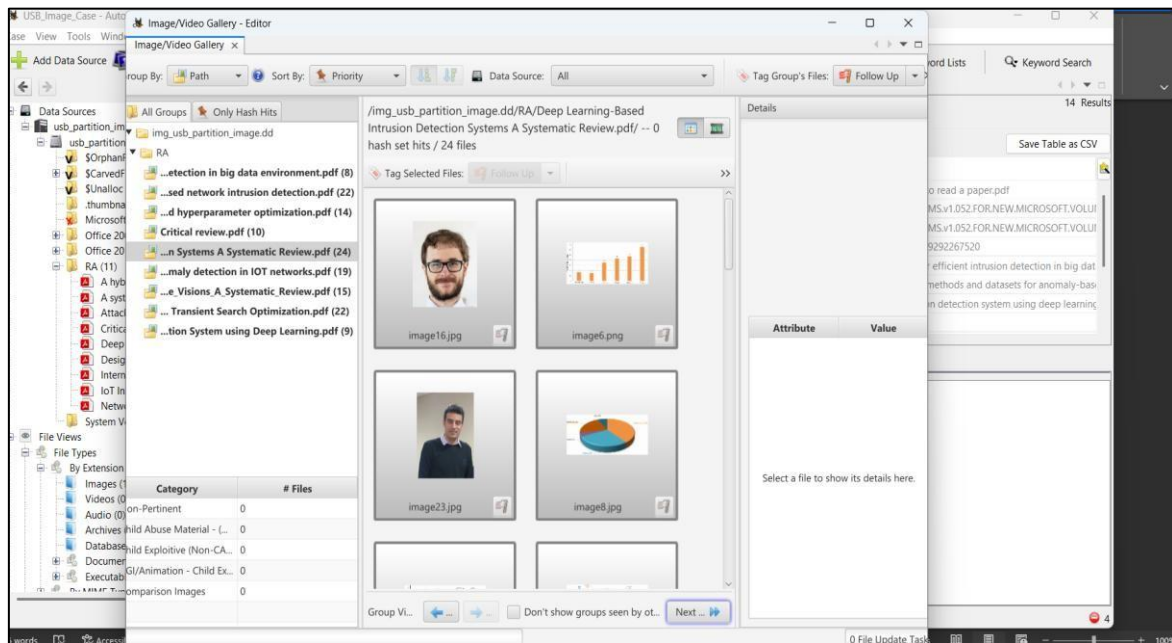 USB_Image_Case - Auto
Image/Video Gallery - Editor
View Tools
Image/Video Gallery
Add Data Source
Group By: Path
Sort By: Priority
Data Source: All
Tag Group's Files: Follow Up
word Lists
Keyword Search
14 Results
Save Table as CSV
Data Sources
usb_partition_im
usb_partition
$OrphanF
$CarvedF
$Unalloc
.thumbna
Microsoft
Office 20
Office 20
RA (11)
A hyb
A syst
Attac
Critica
Deep
Desig
Intern
IoT In
Netw
System V
File Views
File Types
By Extension
Images (1
Videos (0
Audio (0)
Archives
Database
Documen
Executab
All Groups
Only Hash Hits
img_usb_partition_image.dd
RA
...etection in big data environment.pdf (8)
...sed network intrusion detection.pdf (22)
...d hyperparameter optimization.pdf (14)
Critical review.pdf (10)
...n Systems A Systematic Review.pdf (24)
...maly detection in IOT networks.pdf (19)
...e_Visions_A_Systematic_Review.pdf (15)
... Transient Search Optimization.pdf (22)
...tion System using Deep Learning.pdf (9)
Category # Files
on-Pertinent 0
hild Abuse Material - (... 0
hild Exploitive (Non-CA... 0
GI/Animation - Child Ex... 0
omparison Images 0
/img_usb_partition_image.dd/RA/Deep Learning-Based
Intrusion Detection Systems A Systematic Review.pdf/ -- 0
hash set hits / 24 files
Tag Selected Files: Follow Up
image16.jpg
image6.png
image23.jpg
image8.jpg
Group Vi...
Don't show groups seen by ot...
Next ...
Details
Attribute Value
Select a file to show its details here.
o read a paper.pdf
MS.v1.052.FOR.NEW.MICROSOFT.VOLUI
MS.v1.052.FOR.NEW.MICROSOFT.VOLUI
9292267520
efficient intrusion detection in big dat
methods and datasets for anomaly-bas
on detection system using deep learning
4
words
0 File Update Task
100%